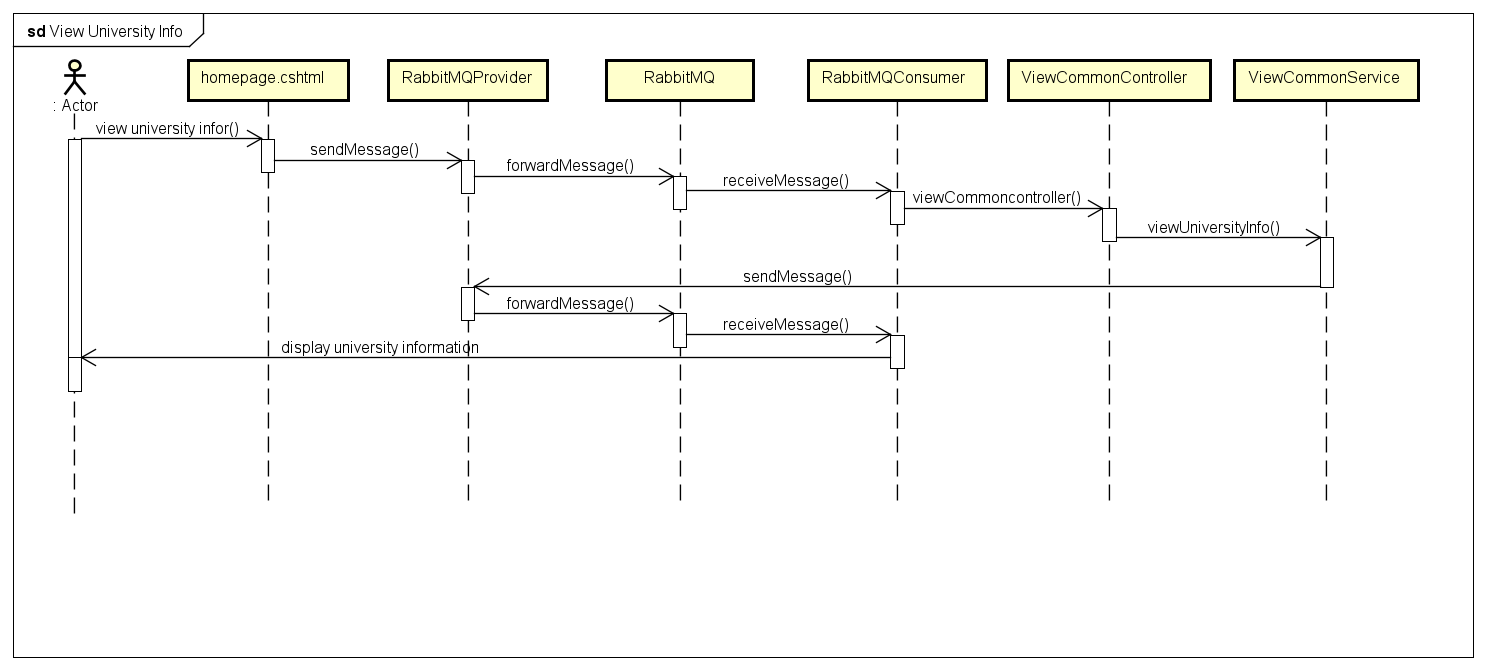 sd View University Info
: Actor
homepage.cshtml
RabbitMQProvider
RabbitMQ
RabbitMQConsumer
ViewCommonController
ViewCommonService
view university infor()
sendMessage()
forwardMessage()
receiveMessage()
viewCommoncontroller()
viewUniversityInfo()
sendMessage()
forwardMessage()
receiveMessage()
display university information